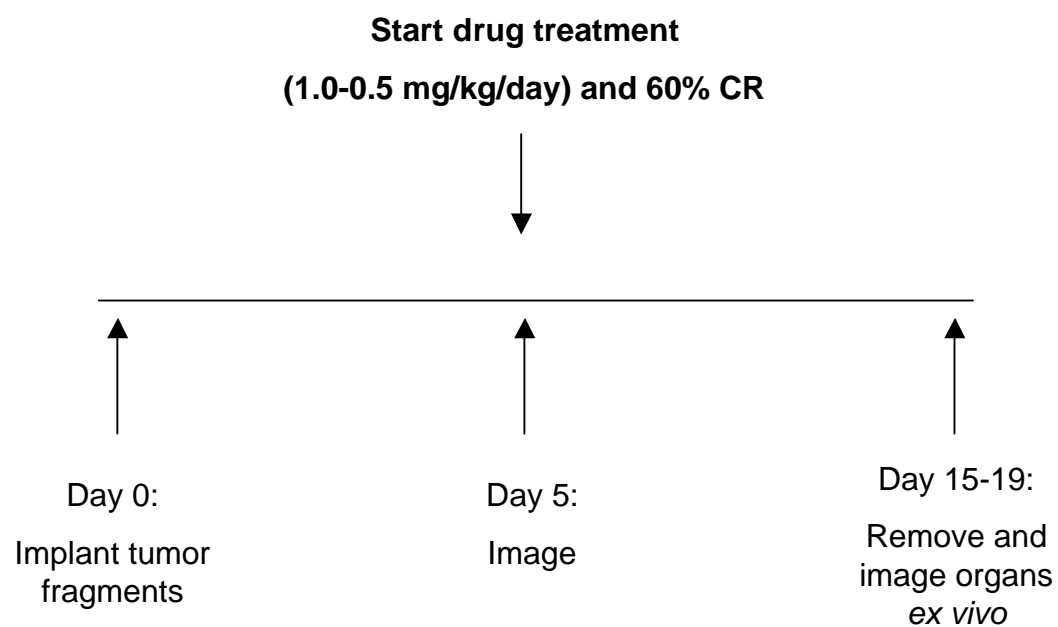 Start drug treatment
(1.0-0.5 mg/kg/day) and 60% CR
Day 0:
Implant tumor
fragments
Day 5:
Image
Day 15-19:
Remove and
image organs
ex vivo